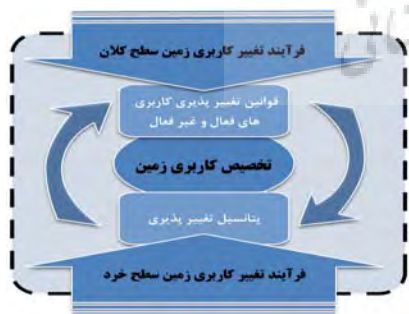 فرآیند تغییر کاربری زمین سطح کلان
قوانین تغییر پذیری کاربری
های فعال و غیر فعال
تخصیص کاربری زمین
پتانسیل تغییر پذیری
فرآیند تغییر کاربری زمین سطح خرد